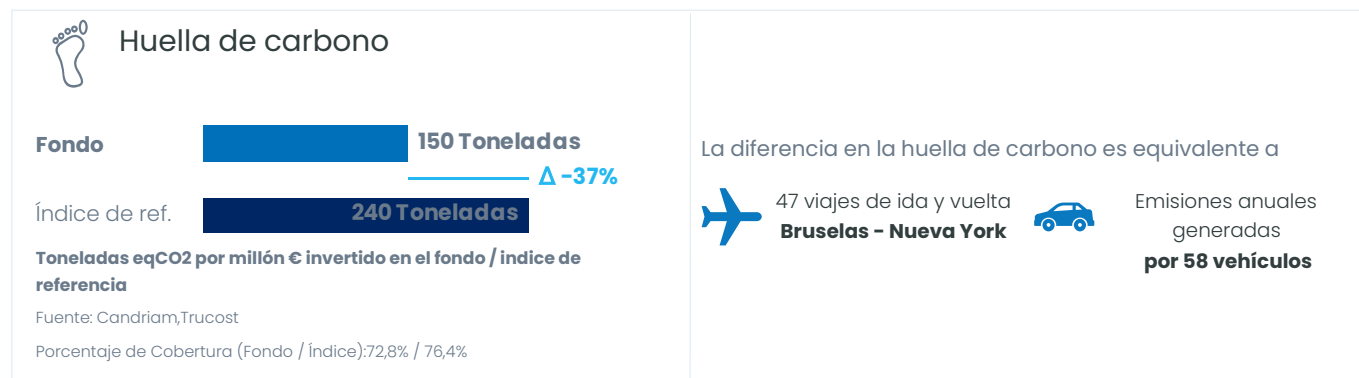 Huella de carbono
Fondo
150 Toneladas
Δ -37%
Índice de ref.
240 Toneladas
Toneladas eqCO2 por millón € invertido en el fondo / indice de
referencia
Fuente: Candriam,Trucost
Porcentaje de Cobertura (Fondo / Índice):72,8% / 76,4%
La diferencia en la huella de carbono es equivalente a
47 viajes de ida y vuelta
Bruselas - Nueva York
Emisiones anuales
generadas
por 58 vehículos